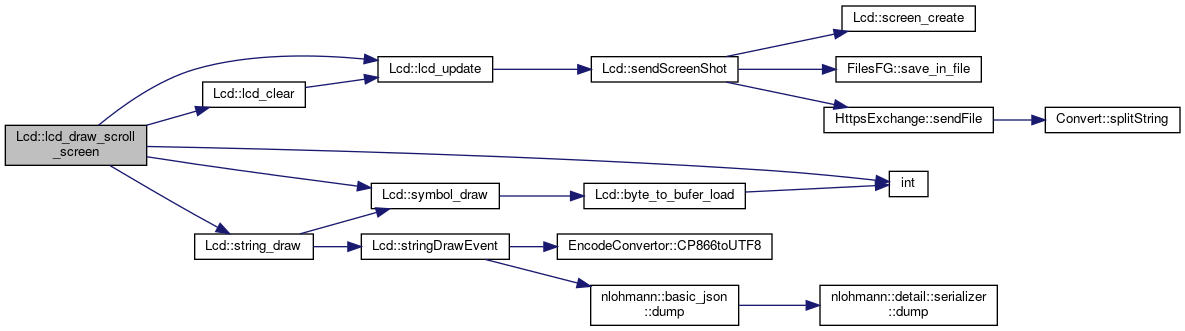 Lcd::screen_create
Lcd::lcd_update
Lcd::sendScreenShot
FilesFG::save_in_file
Lcd::lcd_clear
HttpsExchange::sendFile
Convert::splitString
Lcd::lcd_draw_scroll
_screen
int
Lcd::symbol_draw
Lcd::byte_to_bufer_load
Lcd::string_draw
Lcd::stringDrawEvent
EncodeConvertor::CP866toUTF8
nlohmann::basic_json
::dump
nlohmann::detail::serializer
::dump